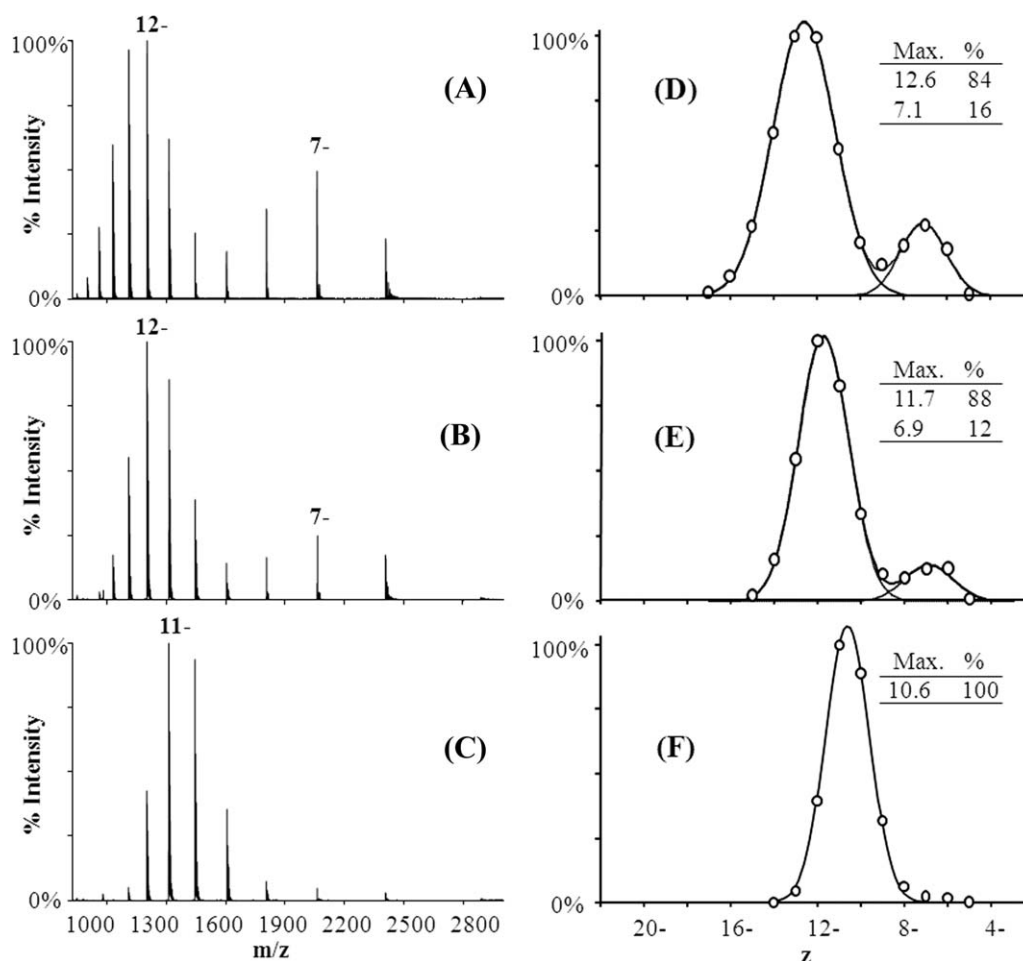 12-
100%
(A)
7-
% Intensity
0%
12-
100%
(B)
7-
% Intensity
0%
11-
100%
(C)
% Intensity
0%
1000 1300 1600 1900 2200 2500 2800
m/z
100%
(D)
Max. %
12.6 84
7.1 16
0%
100%
(E)
Max. %
11.7 88
6.9 12
0%
100%
(F)
Max. %
10.6 100
0%
20- 16- 12- 8- 4-
z